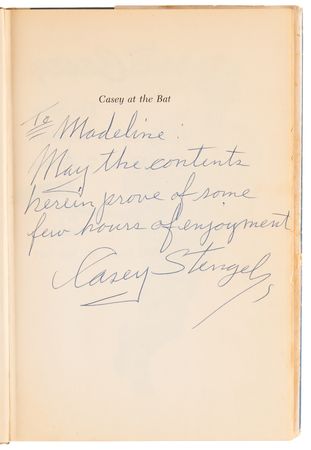 Casey at the Bat
To Madeline:
May the contents
herein prove of some
few hours of enjoyment
Casey Stengel